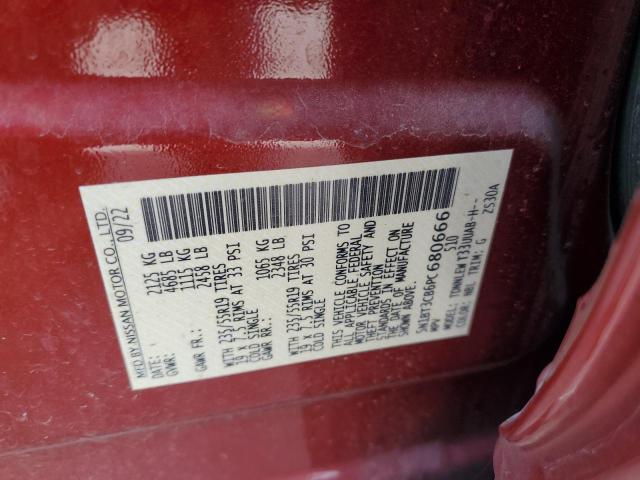 MFD BY NISSAN MOTOR CO., LTD.
DATE: 09/22
GVWR: 2125 KG
4685 LB
GAWR FR.: 1115 KG
2458 LB
WITH 235/55R19 TIRES
19 X 7.5 RIMS AT 33 PSI
COLD SINGLE
GAWR RR.: 1065 KG
2348 LB
WITH 235/55R19 TIRES
19 X 7.5 RIMS AT 30 PSI
COLD SINGLE
THIS VEHICLE CONFORMS TO
ALL APPLICABLE FEDERAL
MOTOR VEHICLE SAFETY AND
THEFT PREVENTION
STANDARDS IN EFFECT ON
THE DATE OF MANUFACTURE
SHOWN ABOVE.
5N1BT3CB6PC680666
MPV
MODEL: TDNNLEWT33UUAB-H--
COLOR: NBL TRIM: G
S10
ZS30A